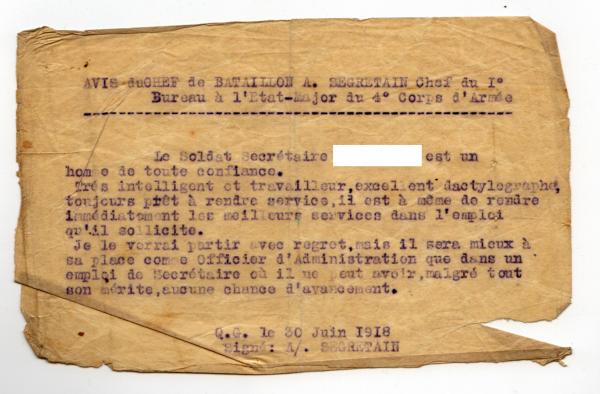 AVIS duCHEF de BATAILLON A. SEGRETAIN Chef du I°
Bureau à l'Etat-Major du 4° Corps d'Armée
Le Soldat Secrétaire est un
homme de toute confiance.
Trés intelligent et travailleur,excellent dactylographe,
toujours prêt à rendre service,il est à même de rendre
immédiatement les meilleurs services dans l'emploi
qu'il sollicite.
Je le verrai partir avec regret,mais il sera mieux à
sa place comme Officier d'Administration que dans un
emploi de Secrétaire où il ne peut avoir,malgré tout
son mérite,aucune chance d'avancement.
Q.G. le 30 Juin 1918
Signé: A/. SEGRETAIN